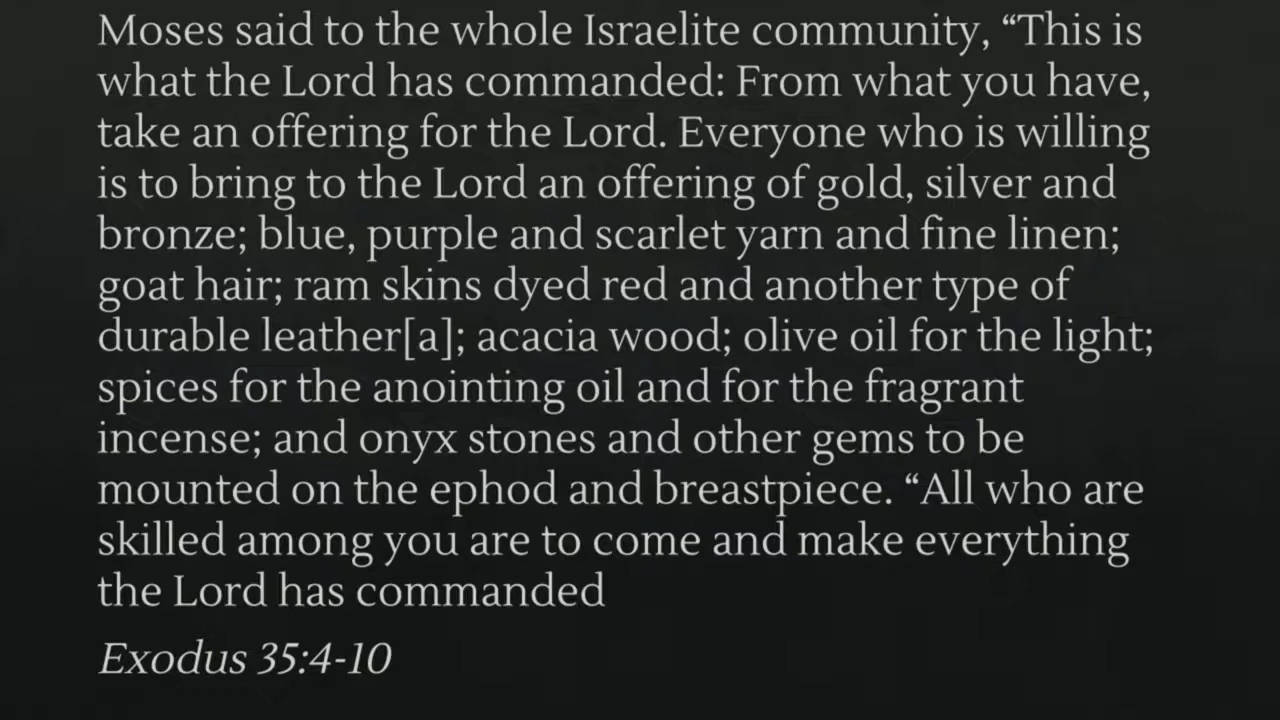 Moses said to the whole Israelite community, “This is
what the Lord has commanded: From what you have,
take an offering for the Lord. Everyone who is willing
is to bring to the Lord an offering of gold, silver and
bronze; blue, purple and scarlet yarn and fine linen;
goat hair; ram skins dyed red and another type of
durable leather[a]; acacia wood; olive oil for the light;
spices for the anointing oil and for the fragrant
incense; and onyx stones and other gems to be
mounted on the ephod and breastpiece. “All who are
skilled among you are to come and make everything
the Lord has commanded
Exodus 35:4-10